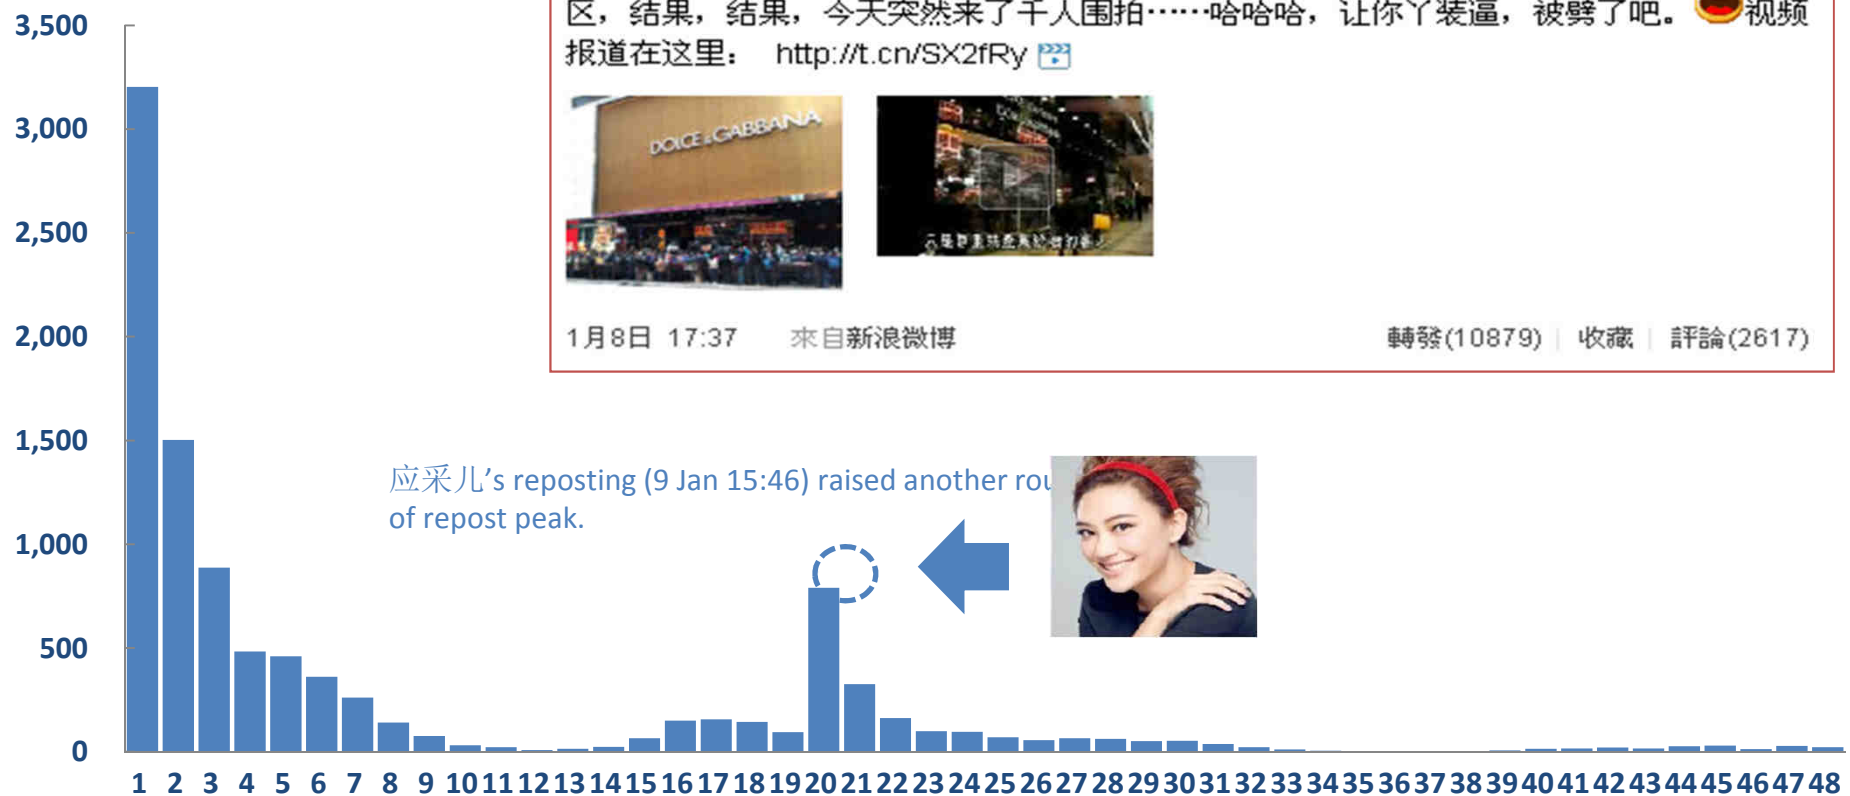 区，结果，结果，今天突然来了千人围拍……哈哈哈，让你丫装逼，被劈了吧。视频
报道在这里： http://t.cn/SX2fRy
DOLCE & GABBANA
1月8日 17:37 來自新浪微博 轉發(10879) 收藏 評論(2617)
应采儿's reposting (9 Jan 15:46) raised another rou
of repost peak.
3,500
3,000
2,500
2,000
1,500
1,000
500
0
1 2 3 4 5 6 7 8 9 10 11 12 13 14 15 16 17 18 19 20 21 22 23 24 25 26 27 28 29 30 31 32 33 34 35 36 37 38 39 40 41 42 43 44 45 46 47 48